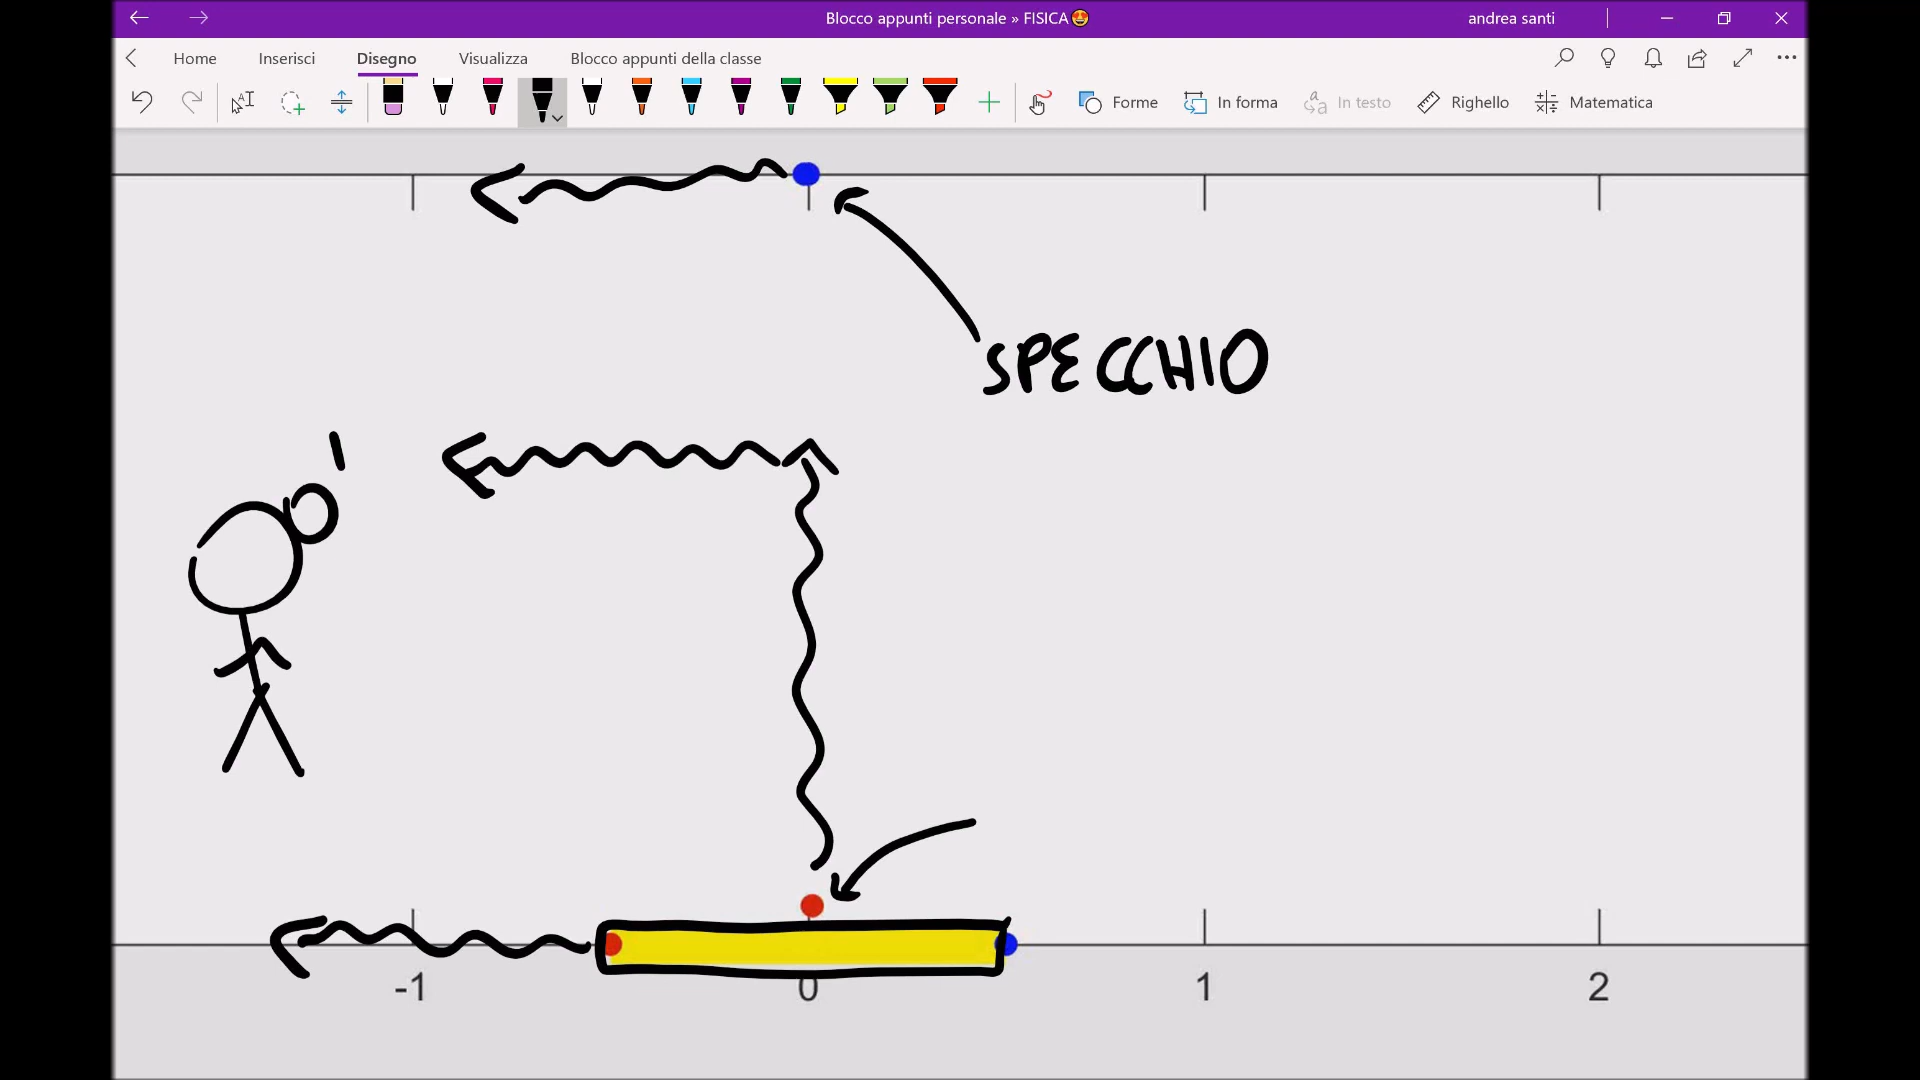 Blocco appunti personale » FISICA😍
andrea santi
Home Inserisci Disegno Visualizza Blocco appunti della classe
Forme In forma In testo Righello Matematica
SPECCHIO
-1 0 1 2